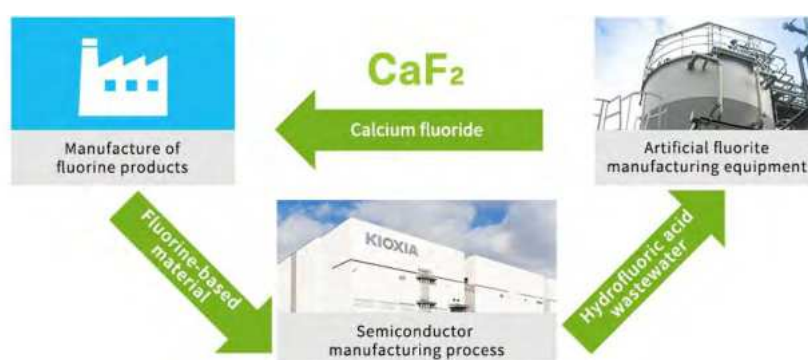 CaF₂
Calcium fluoride
Manufacture of
fluorine products
Artificial fluorite
manufacturing equipment
Fluorine-based
material
KIOXIA
Hydrofluoric acid
wastewater
Semiconductor
manufacturing process